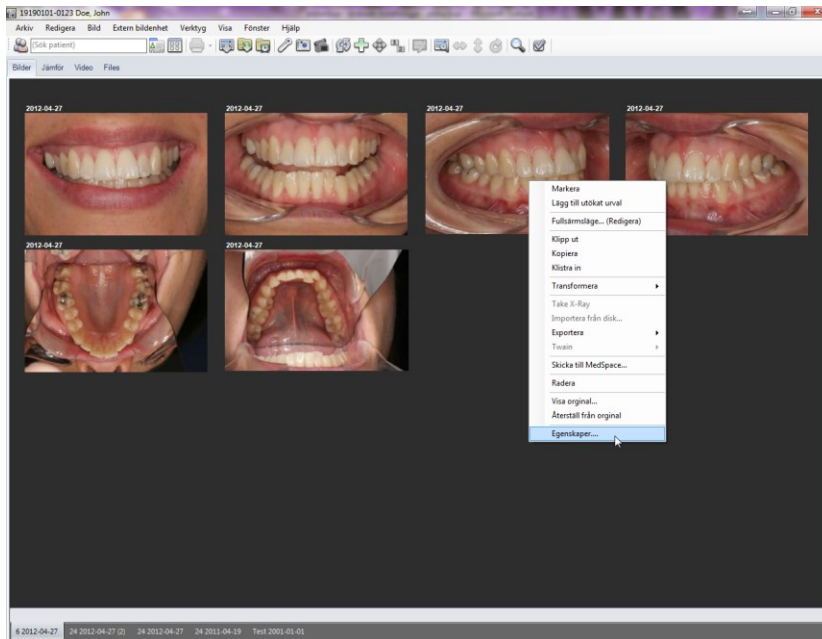 19190101-0123 Doe, John
Arkiv Redigera Bild Extern bildenhet Verktyg Visa Fönster Hjälp
(Sök patient)
Bilder Jämför Video Files
2012-04-27 2012-04-27 2012-04-27 2012-04-27
2012-04-27 2012-04-27
Markera
Lägg till utökat urval
Fullsärmsläge... (Redigera)
Klipp ut
Kopiera
Klistra in
Transformera
Take X-Ray
Importera från disk...
Exportera
Twain
Skicka till MedSpace...
Radera
Visa orginal...
Återställ från orginal
Egenskaper....
6 2012-04-27 24 2012-04-27 (2) 24 2012-04-27 24 2011-04-19 Test 2001-01-01